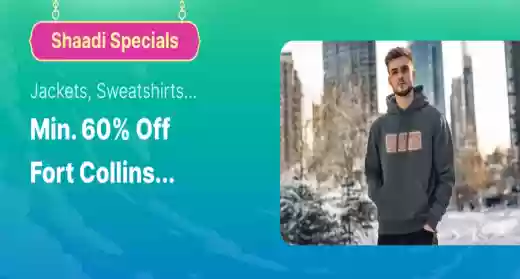 Shaadi Specials
Jackets, Sweatshirts...
Min. 60% Off
Fort Collins...